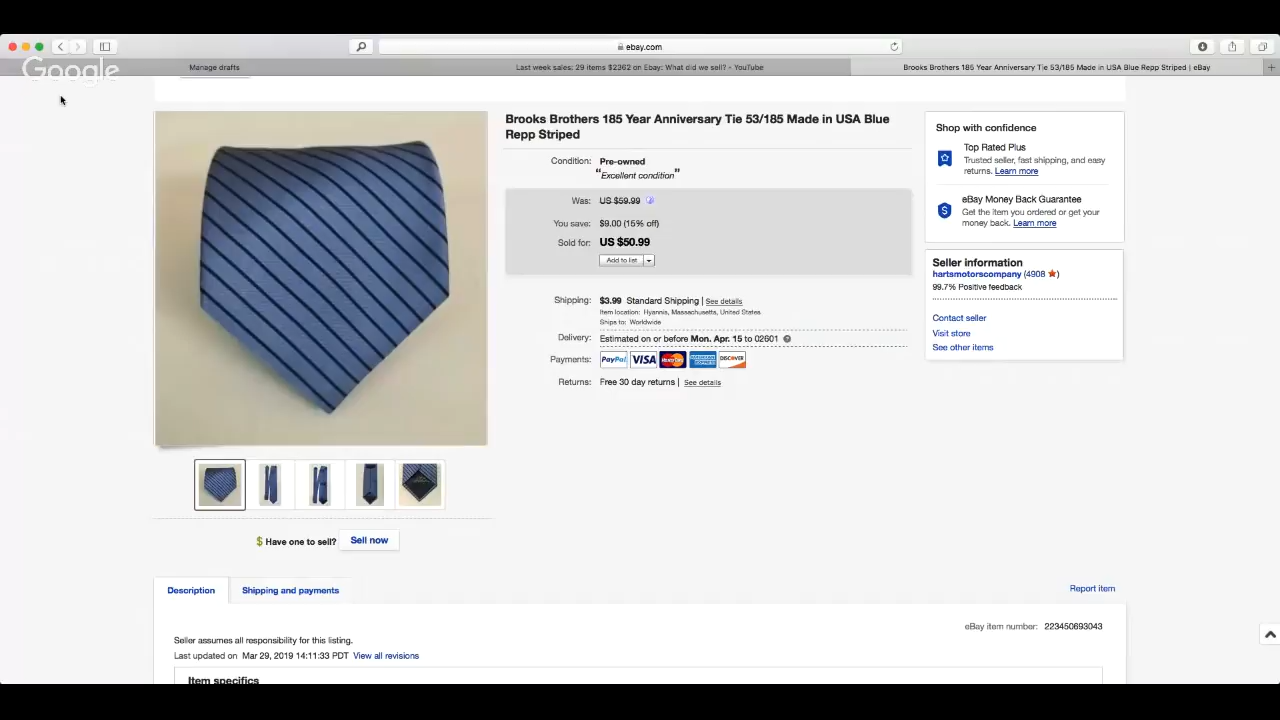 ebay.com
Google
Manage drafts
Last week sales: 29 items $2362 on Ebay: What did we sell? - YouTube
Brooks Brothers 185 Year Anniversary Tie 53/185 Made in USA Blue Repp Striped | eBay
Brooks Brothers 185 Year Anniversary Tie 53/185 Made in USA Blue
Repp Striped
Condition: Pre-owned
"Excellent condition"
Was: US $59.99
You save: $9.00 (15% off)
Sold for: US $50.99
Add to list
Shipping: $3.99 Standard Shipping | See details
Item location: Hyannis, Massachusetts, United States
Ships to: Worldwide
Delivery: Estimated on or before Mon. Apr. 15 to 02601
Payments: PayPal VISA MasterCard AMERICAN EXPRESS DISCOVER
Returns: Free 30 day returns | See details
Shop with confidence
Top Rated Plus
Trusted seller, fast shipping, and easy
returns. Learn more
eBay Money Back Guarantee
Get the item you ordered or get your
money back. Learn more
Seller information
hartsmotorscompany (4908 ★)
99.7% Positive feedback
Contact seller
Visit store
See other items
$ Have one to sell? Sell now
Description
Shipping and payments
Report item
eBay item number: 223450693043
Seller assumes all responsibility for this listing.
Last updated on Mar 29, 2019 14:11:33 PDT View all revisions
Item specifics